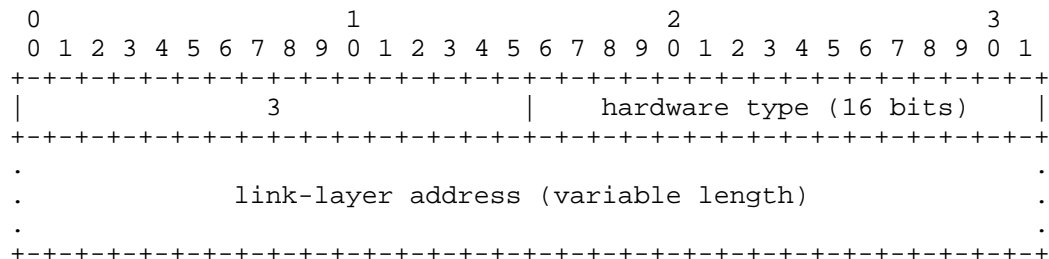 0                   1                   2                   3
 0 1 2 3 4 5 6 7 8 9 0 1 2 3 4 5 6 7 8 9 0 1 2 3 4 5 6 7 8 9 0 1
+-+-+-+-+-+-+-+-+-+-+-+-+-+-+-+-+-+-+-+-+-+-+-+-+-+-+-+-+-+-+-+-+
|               3               |    hardware type (16 bits)    |
+-+-+-+-+-+-+-+-+-+-+-+-+-+-+-+-+-+-+-+-+-+-+-+-+-+-+-+-+-+-+-+-+
.                                                               .
.             link-layer address (variable length)              .
.                                                               .
+-+-+-+-+-+-+-+-+-+-+-+-+-+-+-+-+-+-+-+-+-+-+-+-+-+-+-+-+-+-+-+-+